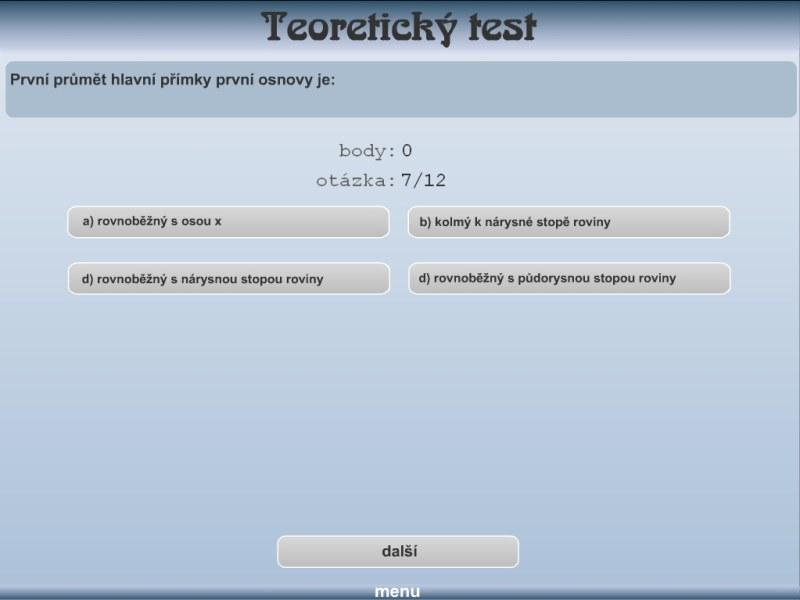 Teoretický test
První průmět hlavní přímky první osnovy je:
body: 0
otázka: 7/12
a) rovnoběžný s osou x
b) kolmý k nárysné stopě roviny
d) rovnoběžný s nárysnou stopou roviny
d) rovnoběžný s půdorysnou stopou roviny
další
menu